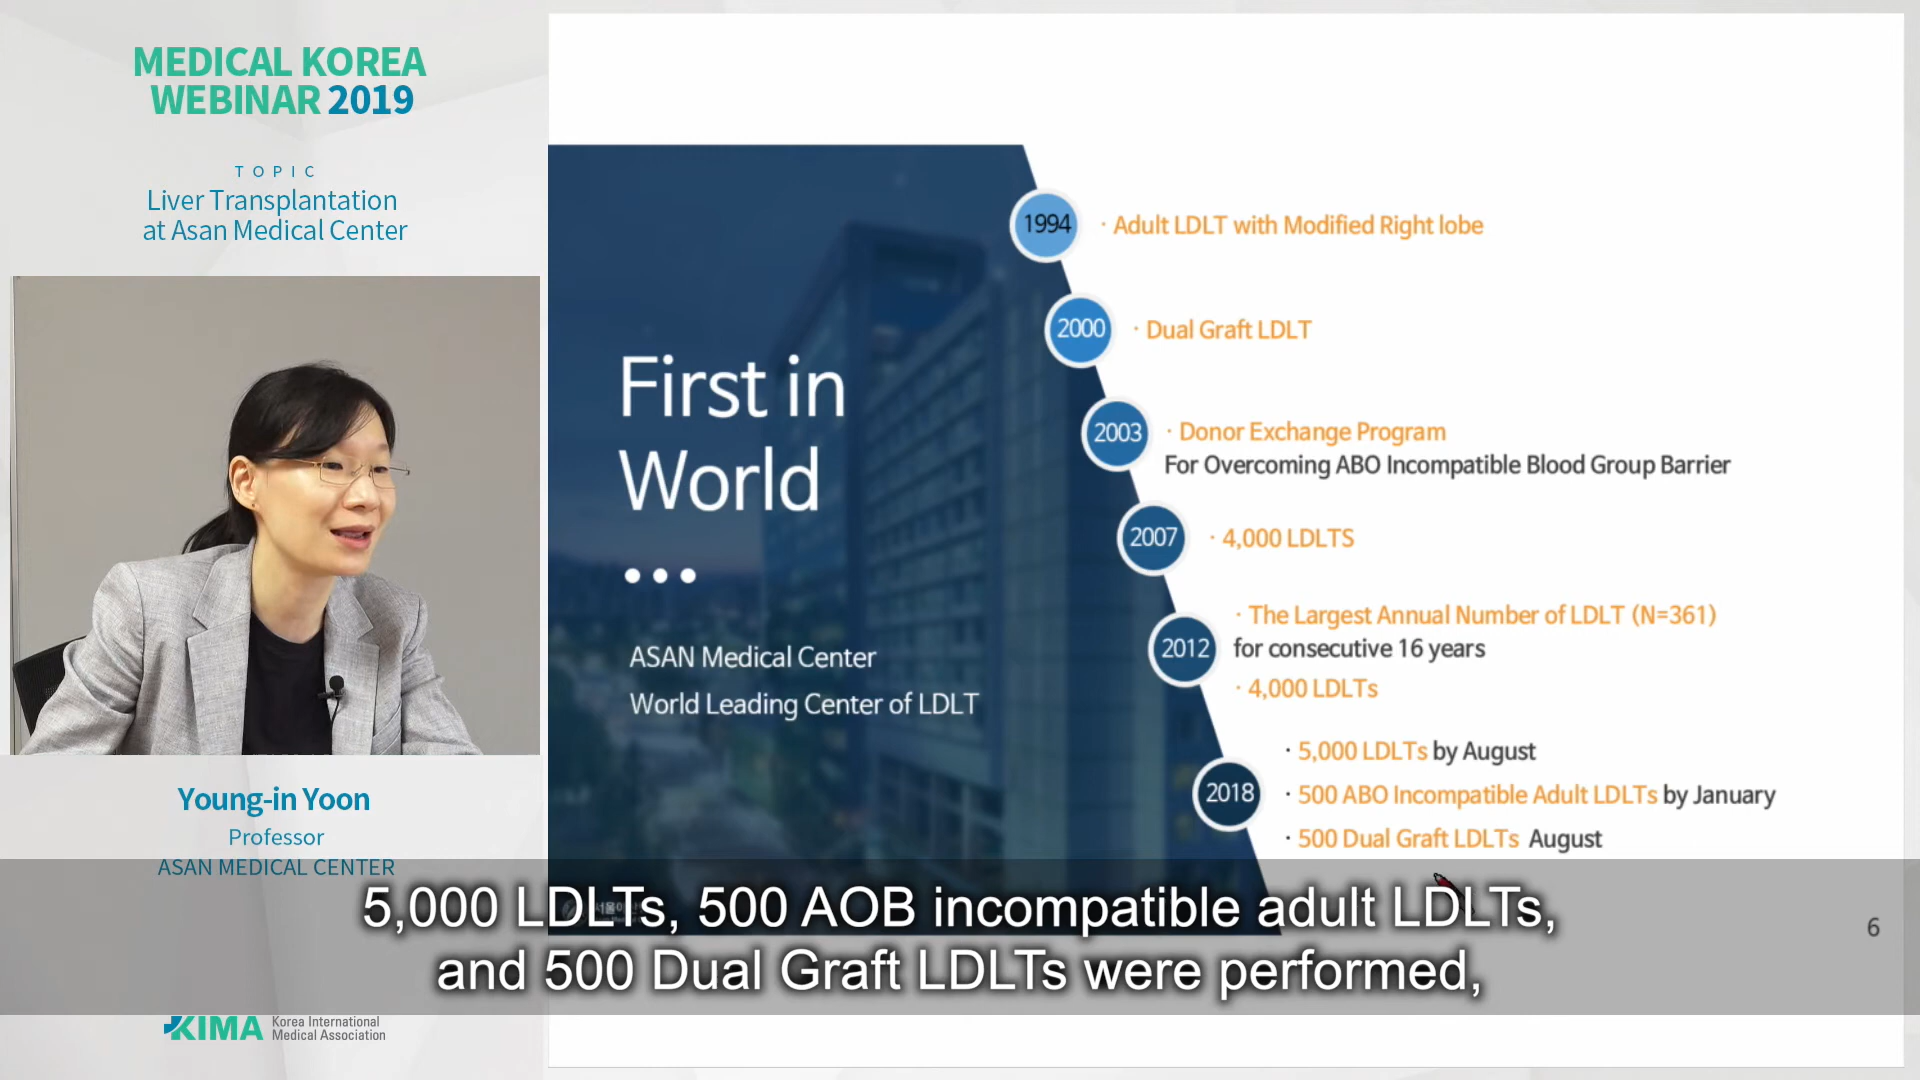 MEDICAL KOREA
WEBINAR 2019
TOPIC
Liver Transplantation
at Asan Medical Center
Young-in Yoon
Professor
ASAN MEDICAL CENTER
KIMA Korea International
Medical Association
First in
World
ASAN Medical Center
World Leading Center of LDLT
1994 · Adult LDLT with Modified Right lobe
2000 · Dual Graft LDLT
2003 · Donor Exchange Program
For Overcoming ABO Incompatible Blood Group Barrier
2007 · 4,000 LDLTS
2012 · The Largest Annual Number of LDLT (N=361)
for consecutive 16 years
· 4,000 LDLTs
2018 · 5,000 LDLTs by August
· 500 ABO Incompatible Adult LDLTs by January
· 500 Dual Graft LDLTs August
6
5,000 LDLTs, 500 AOB incompatible adult LDLTs,
and 500 Dual Graft LDLTs were performed,